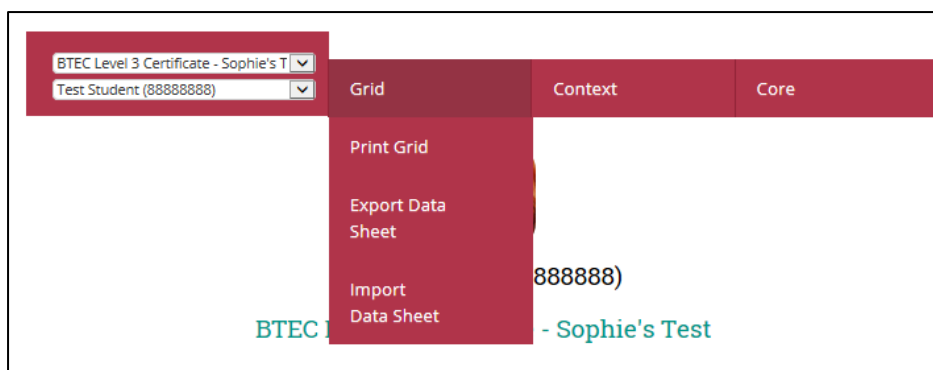 BTEC Level 3 Certificate - Sophie's T
Test Student (88888888)
Grid
Context
Core
Print Grid
Export Data
Sheet
Import
Data Sheet
888888)
BTEC
- Sophie's Test